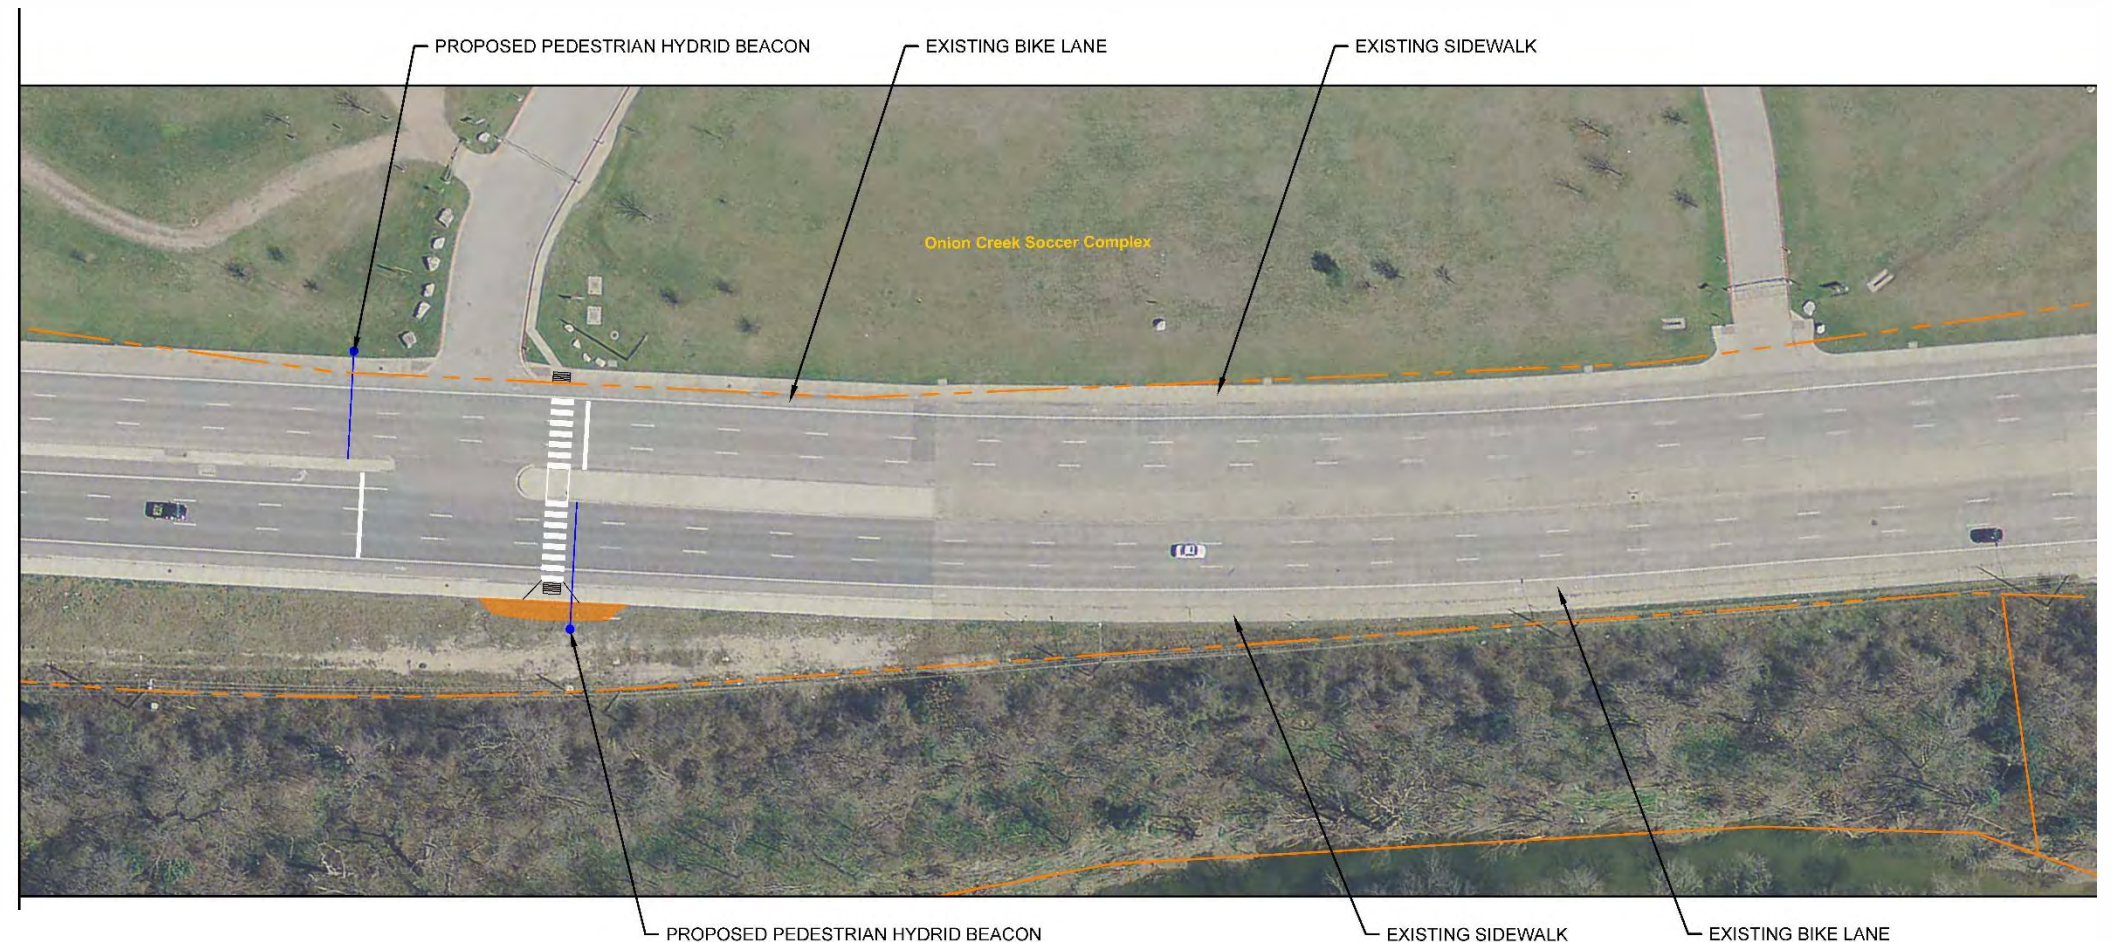 PROPOSED PEDESTRIAN HYDRID BEACON
EXISTING BIKE LANE
EXISTING SIDEWALK
Onion Creek Soccer Complex
PROPOSED PEDESTRIAN HYDRID BEACON
EXISTING SIDEWALK
EXISTING BIKE LANE